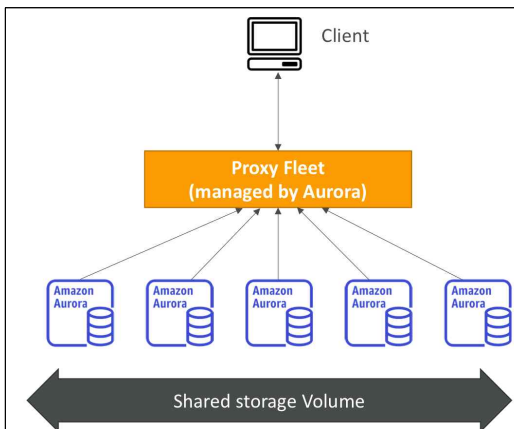 Client
Proxy Fleet
(managed by Aurora)
Amazon
Aurora
Amazon
Aurora
Amazon
Aurora
Amazon
Aurora
Amazon
Aurora
Shared storage Volume